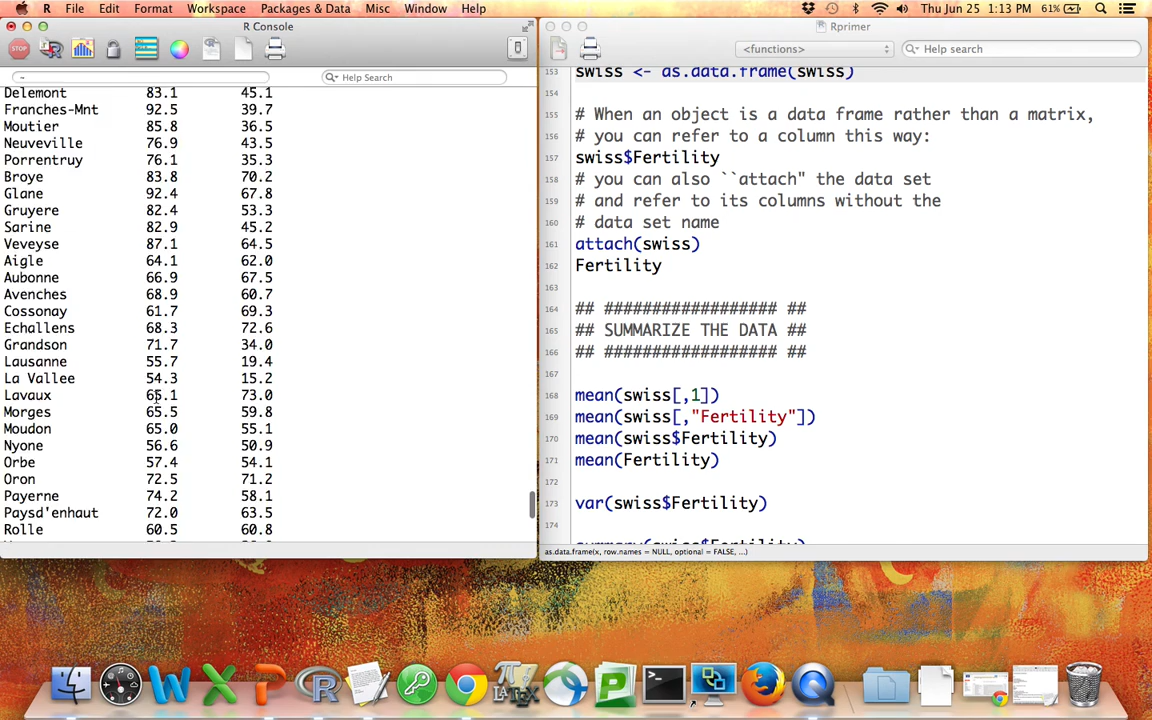 R File Edit Format Workspace Packages & Data Misc Window Help
Thu Jun 25 1:13 PM 61%
R Console
STOP
~
Help Search
Delemont 83.1 45.1
Franches-Mnt 92.5 39.7
Moutier 85.8 36.5
Neuveville 76.9 43.5
Porrentruy 76.1 35.3
Broye 83.8 70.2
Glane 92.4 67.8
Gruyere 82.4 53.3
Sarine 82.9 45.2
Veveyse 87.1 64.5
Aigle 64.1 62.0
Aubonne 66.9 67.5
Avenches 68.9 60.7
Cossonay 61.7 69.3
Echallens 68.3 72.6
Grandson 71.7 34.0
Lausanne 55.7 19.4
La Vallee 54.3 15.2
Lavaux 65.1 73.0
Morges 65.5 59.8
Moudon 65.0 55.1
Nyone 56.6 50.9
Orbe 57.4 54.1
Oron 72.5 71.2
Payerne 74.2 58.1
Paysd'enhaut 72.0 63.5
Rolle 60.5 60.8
Rprimer
<functions>
Help search
153 swiss <- as.data.frame(swiss)
154
155 # When an object is a data frame rather than a matrix,
156 # you can refer to a column this way:
157 swiss$Fertility
158 # you can also ``attach" the data set
159 # and refer to its columns without the
160 # data set name
161 attach(swiss)
162 Fertility
163
164 ## ################## ##
165 ## SUMMARIZE THE DATA ##
166 ## ################## ##
167
168 mean(swiss[,1])
169 mean(swiss[,"Fertility"])
170 mean(swiss$Fertility)
171 mean(Fertility)
172
173 var(swiss$Fertility)
174
summary(swiss$Fertility)
as.data.frame(x, row.names = NULL, optional = FALSE, ...)